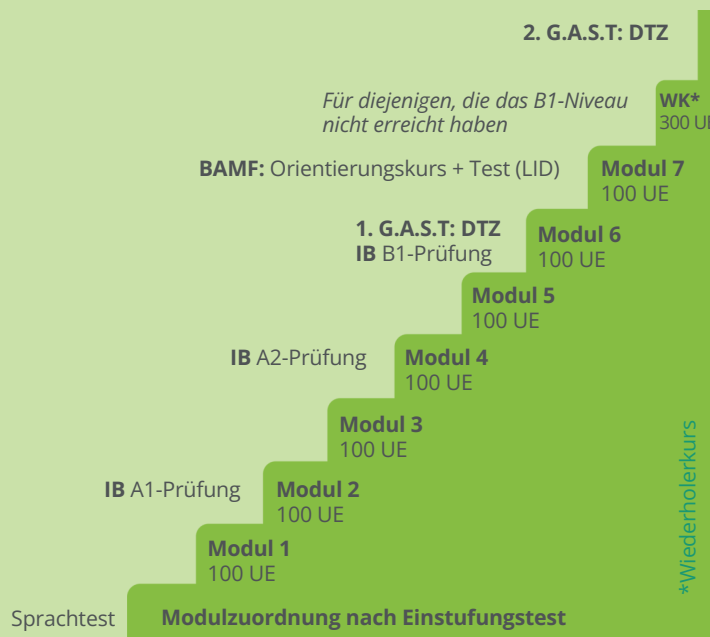 2. G.A.S.T: DTZ
Für diejenigen, die das B1-Niveau
nicht erreicht haben
WK*
300 UE
BAMF: Orientierungskurs + Test (LID)
Modul 7
100 UE
1. G.A.S.T: DTZ
IB B1-Prüfung
Modul 6
100 UE
Modul 5
100 UE
IB A2-Prüfung
Modul 4
100 UE
Modul 3
100 UE
IB A1-Prüfung
Modul 2
100 UE
Modul 1
100 UE
Sprachtest
Modulzuordnung nach Einstufungstest
*Wiederholerkurs